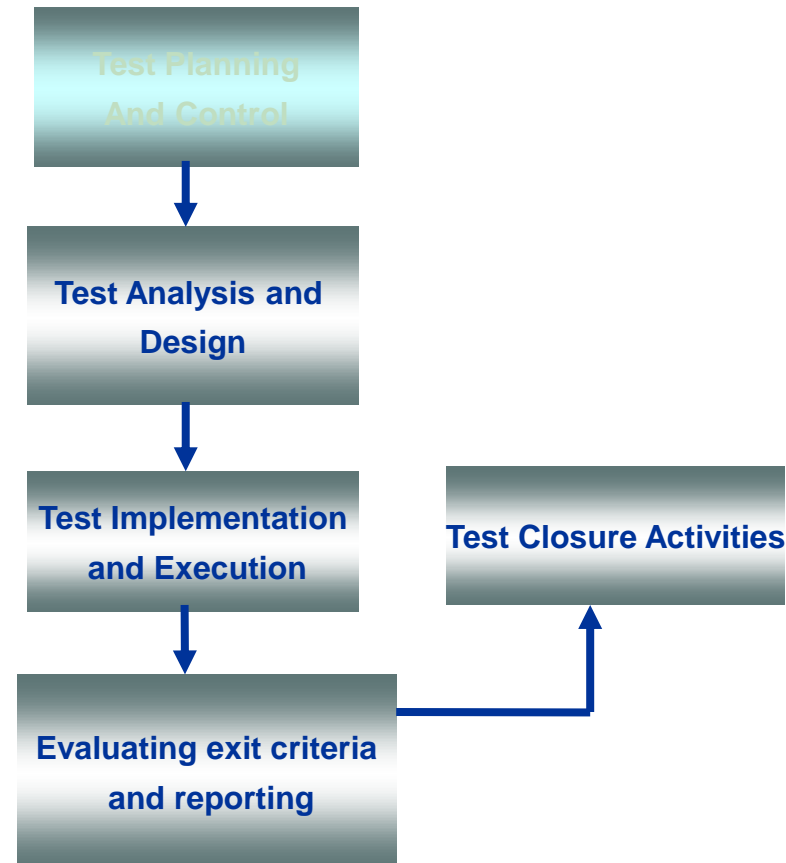 Test Planning
And Control
Test Analysis and
Design
Test Implementation
and Execution
Test Closure Activities
Evaluating exit criteria
and reporting